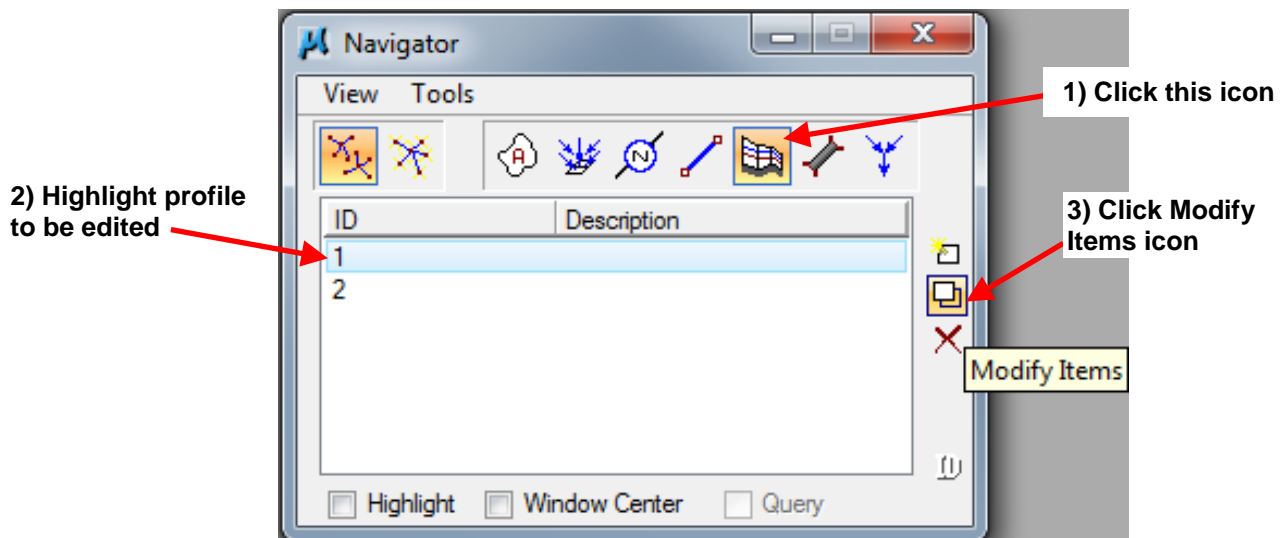 Navigator
View Tools
1) Click this icon
A
N
2) Highlight profile
to be edited
ID Description
1
2
3) Click Modify
Items icon
Modify Items
Highlight Window Center Query